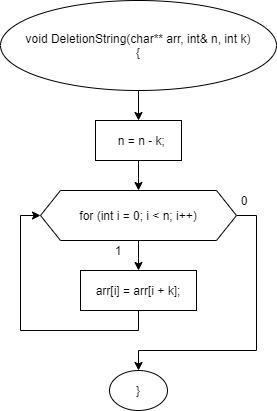 void DeletionString(char** arr, int& n, int k)
{
n = n - k;
for (int i = 0; i < n; i++)
0
1
arr[i] = arr[i + k];
}